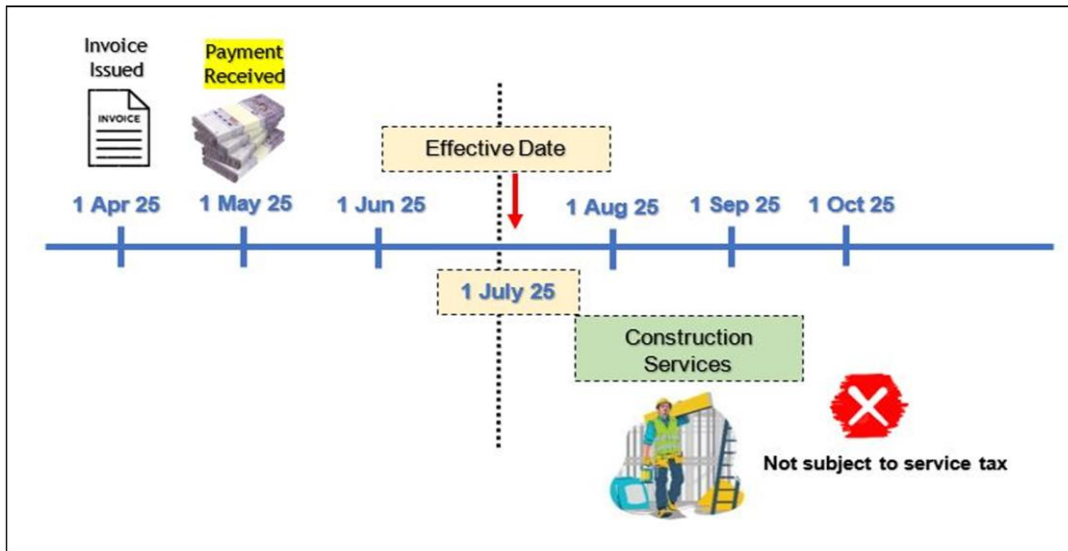 Invoice
Issued
Payment
Received
INVOICE
Effective Date
1 Apr 25
1 May 25
1 Jun 25
1 Aug 25
1 Sep 25
1 Oct 25
1 July 25
Construction
Services
Not subject to service tax